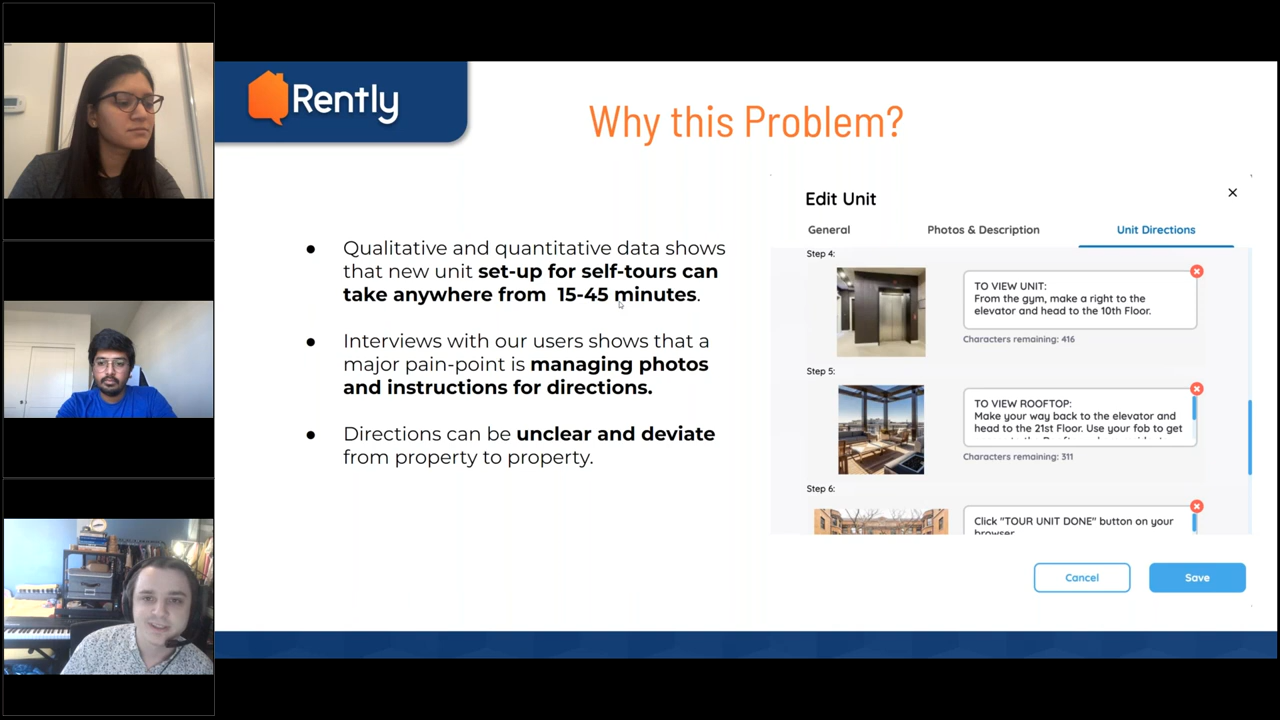 Rently
Why this Problem?
● Qualitative and quantitative data shows
that new unit set-up for self-tours can
take anywhere from 15-45 minutes.
● Interviews with our users shows that a
major pain-point is managing photos
and instructions for directions.
● Directions can be unclear and deviate
from property to property.
Edit Unit
General Photos & Description Unit Directions
Step 4:
TO VIEW UNIT:
From the gym, make a right to the
elevator and head to the 10th Floor.
Characters remaining: 416
Step 5:
TO VIEW ROOFTOP:
Make your way back to the elevator and
head to the 21st Floor. Use your fob to get
Characters remaining: 311
Step 6:
Click "TOUR UNIT DONE" button on your
browser
Cancel Save